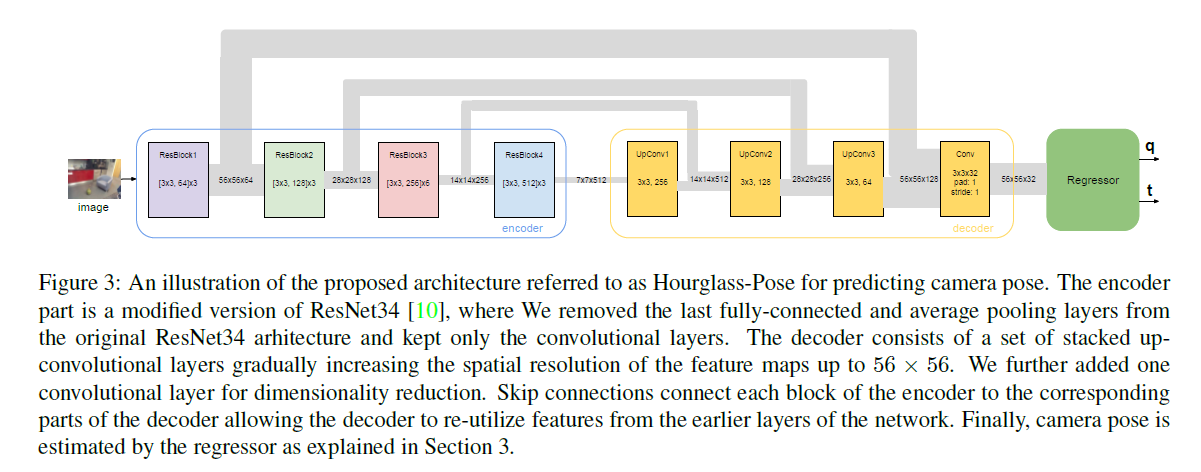 image
ResBlock1
[3x3, 64]x3
56x56x64
ResBlock2
[3x3, 128]x3
28x28x128
ResBlock3
[3x3, 256]x6
14x14x256
ResBlock4
[3x3, 512]x3
encoder
7x7x512
UpConv1
3x3, 256
14x14x512
UpConv2
3x3, 128
28x28x256
UpConv3
3x3, 64
56x56x128
Conv
3x3x32
pad: 1
stride: 1
decoder
56x56x32
Regressor
q
t
Figure 3: An illustration of the proposed architecture referred to as Hourglass-Pose for predicting camera pose. The encoder
part is a modified version of ResNet34 [10], where We removed the last fully-connected and average pooling layers from
the original ResNet34 arhitecture and kept only the convolutional layers. The decoder consists of a set of stacked up-
convolutional layers gradually increasing the spatial resolution of the feature maps up to 56 × 56. We further added one
convolutional layer for dimensionality reduction. Skip connections connect each block of the encoder to the corresponding
parts of the decoder allowing the decoder to re-utilize features from the earlier layers of the network. Finally, camera pose is
estimated by the regressor as explained in Section 3.